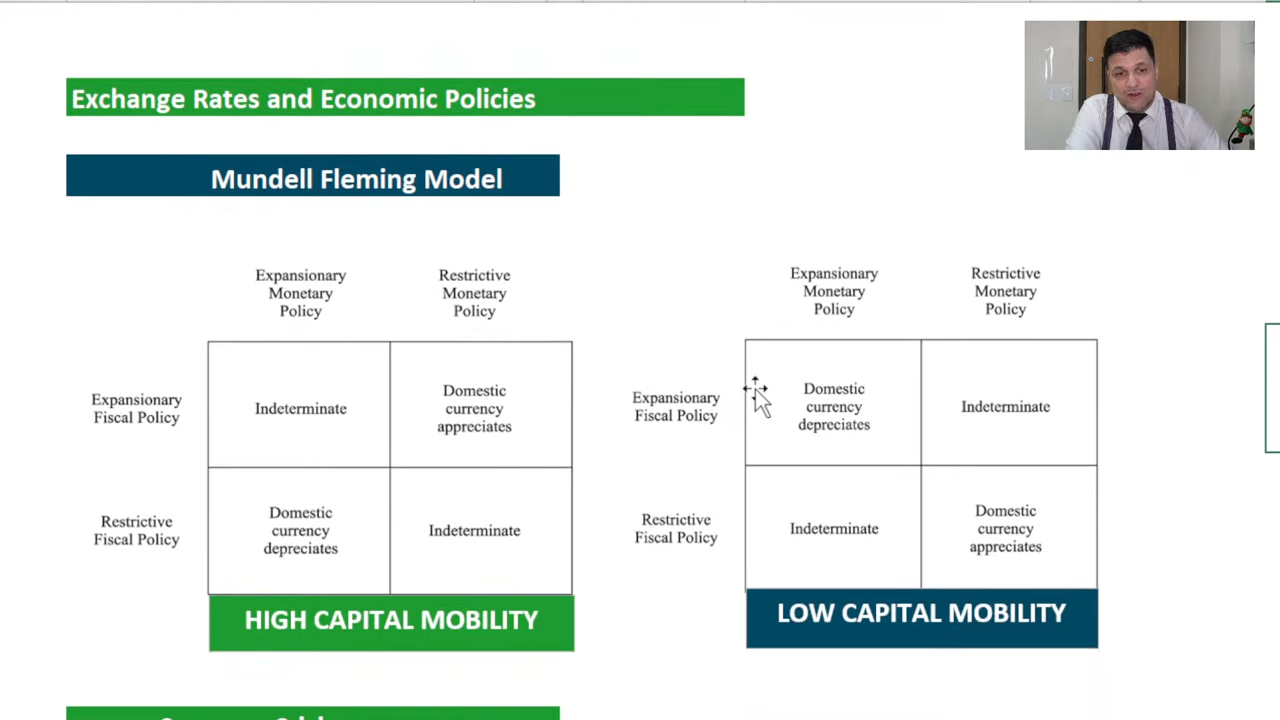 Exchange Rates and Economic Policies
Mundell Fleming Model
Expansionary
Monetary
Policy
Restrictive
Monetary
Policy
Expansionary
Fiscal Policy
Indeterminate
Domestic
currency
appreciates
Restrictive
Fiscal Policy
Domestic
currency
depreciates
Indeterminate
HIGH CAPITAL MOBILITY
Expansionary
Monetary
Policy
Restrictive
Monetary
Policy
Expansionary
Fiscal Policy
Domestic
currency
depreciates
Indeterminate
Restrictive
Fiscal Policy
Indeterminate
Domestic
currency
appreciates
LOW CAPITAL MOBILITY